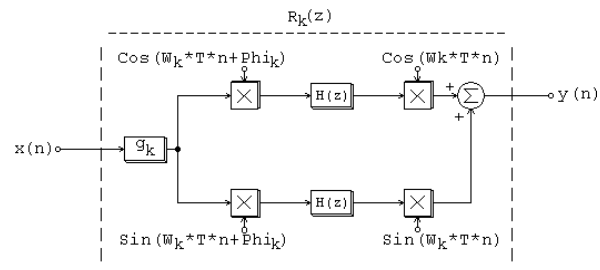 R_k(z)
Cos(W_k*T*n+Phi_k) Cos(Wk*T*n)
H(z)
+
Σ
y(n)
+
x(n)
g_k
H(z)
Sin(W_k*T*n+Phi_k) Sin(W_k*T*n)